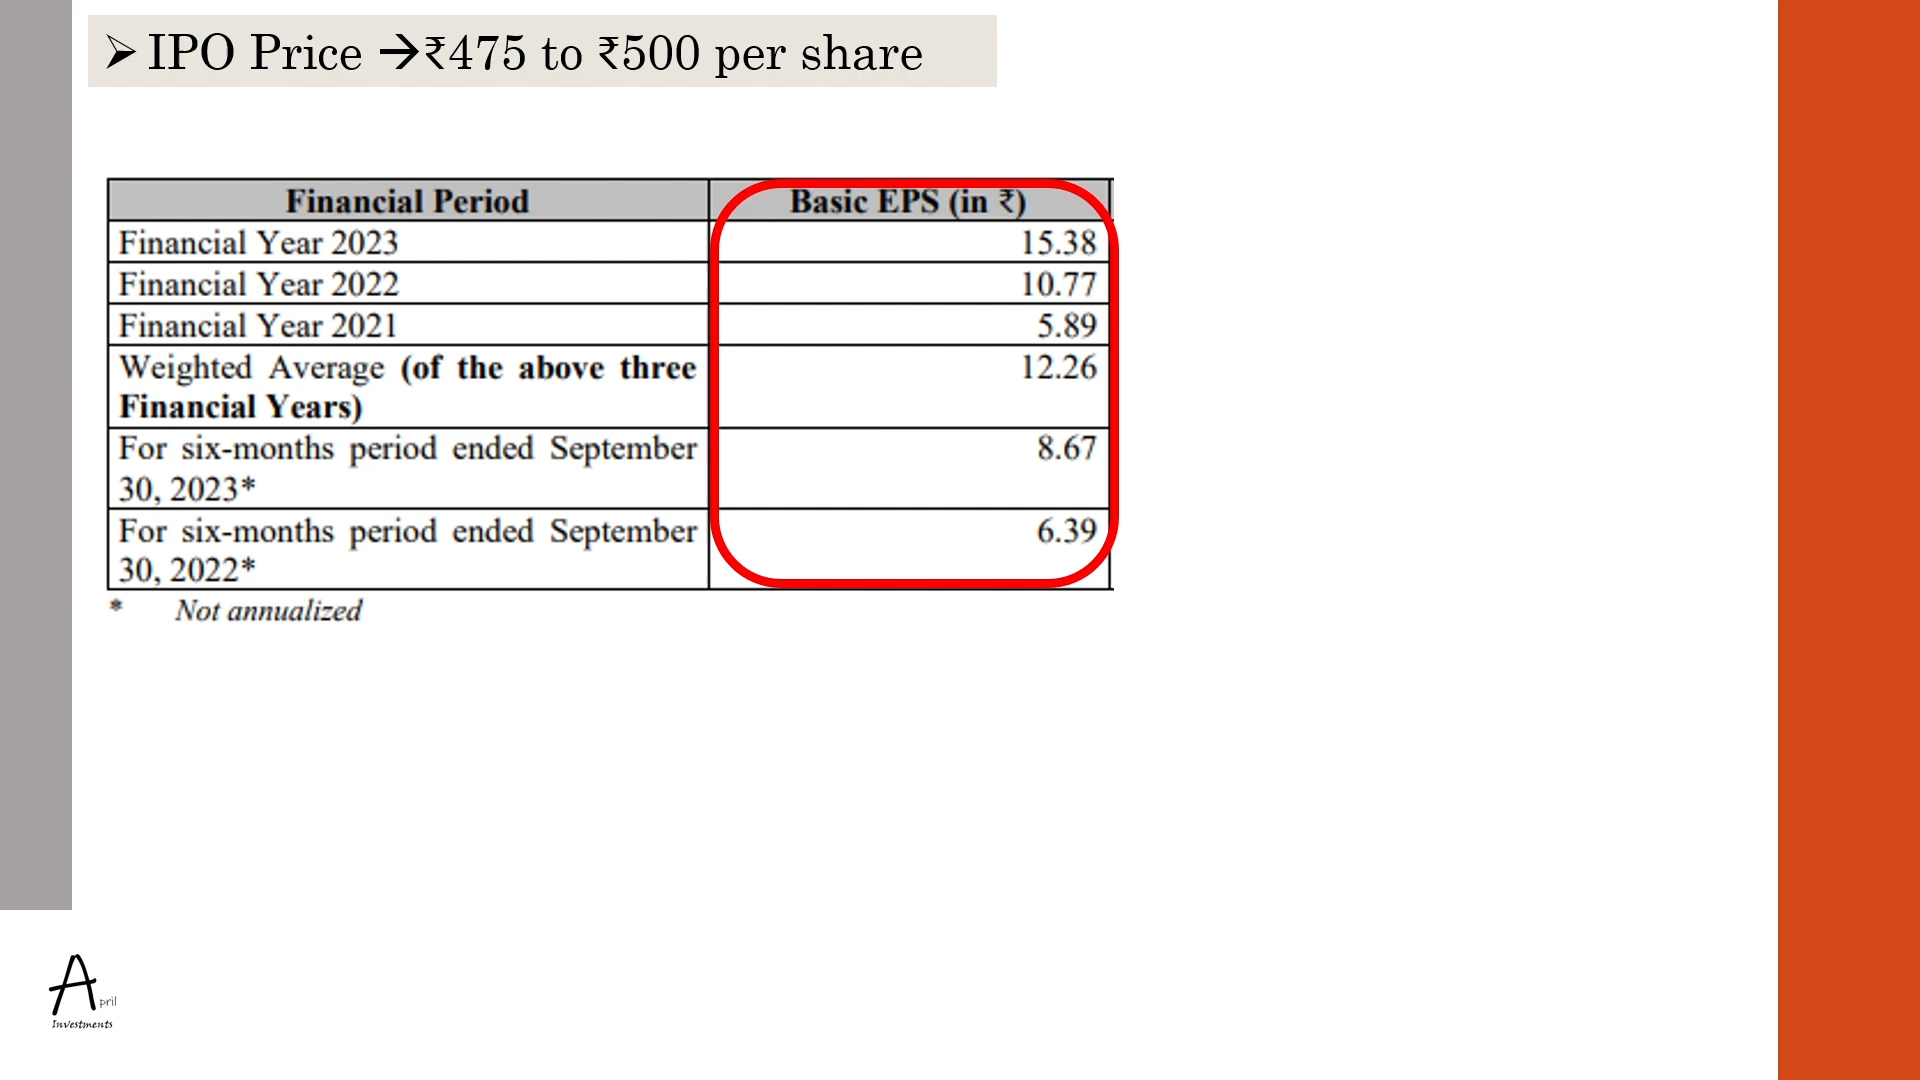 ➢ IPO Price →₹475 to ₹500 per share
Financial Period Basic EPS (in ₹)
Financial Year 2023 15.38
Financial Year 2022 10.77
Financial Year 2021 5.89
Weighted Average (of the above three 12.26
Financial Years)
For six-months period ended September 8.67
30, 2023*
For six-months period ended September 6.39
30, 2022*
* Not annualized
April
Investments